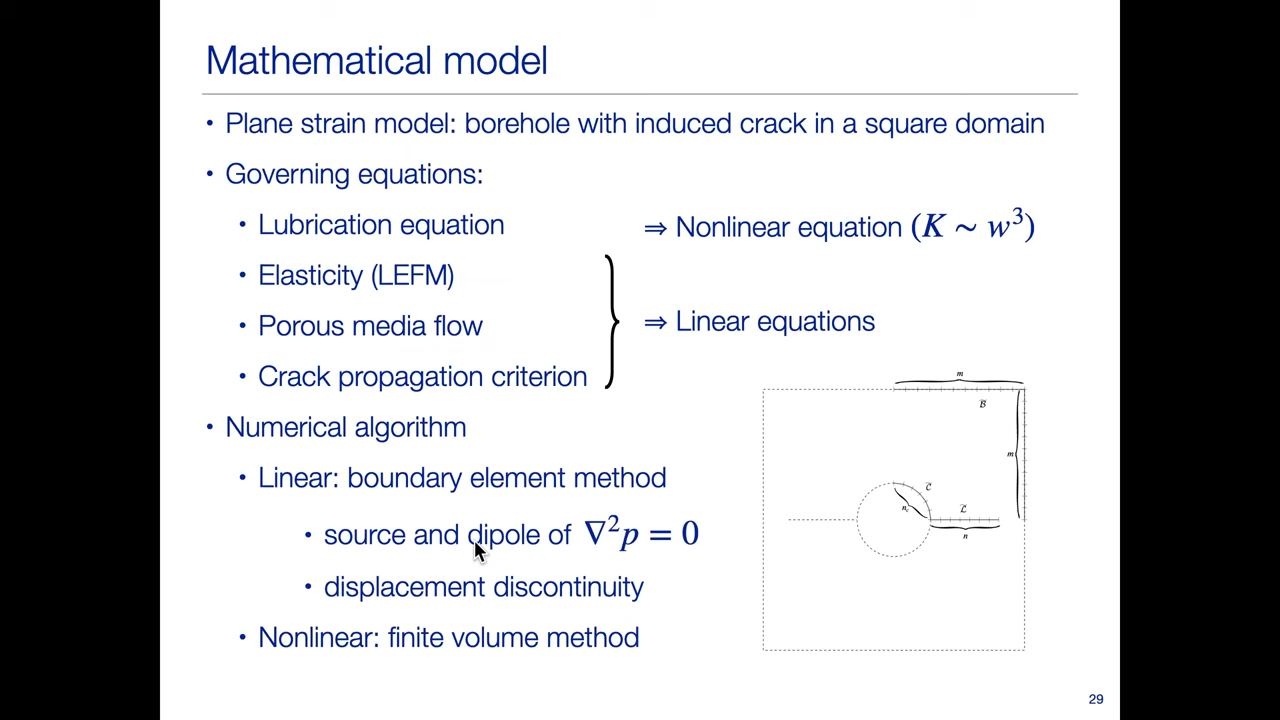 Mathematical model
• Plane strain model: borehole with induced crack in a square domain
• Governing equations:
• Lubrication equation
⇒ Nonlinear equation (K ∼ w³)
• Elasticity (LEFM)
• Porous media flow
⇒ Linear equations
• Crack propagation criterion
m
B̄
m
C̄
n_c
L̄
n
• Numerical algorithm
• Linear: boundary element method
• source and dipole of ∇²p = 0
• displacement discontinuity
• Nonlinear: finite volume method
29